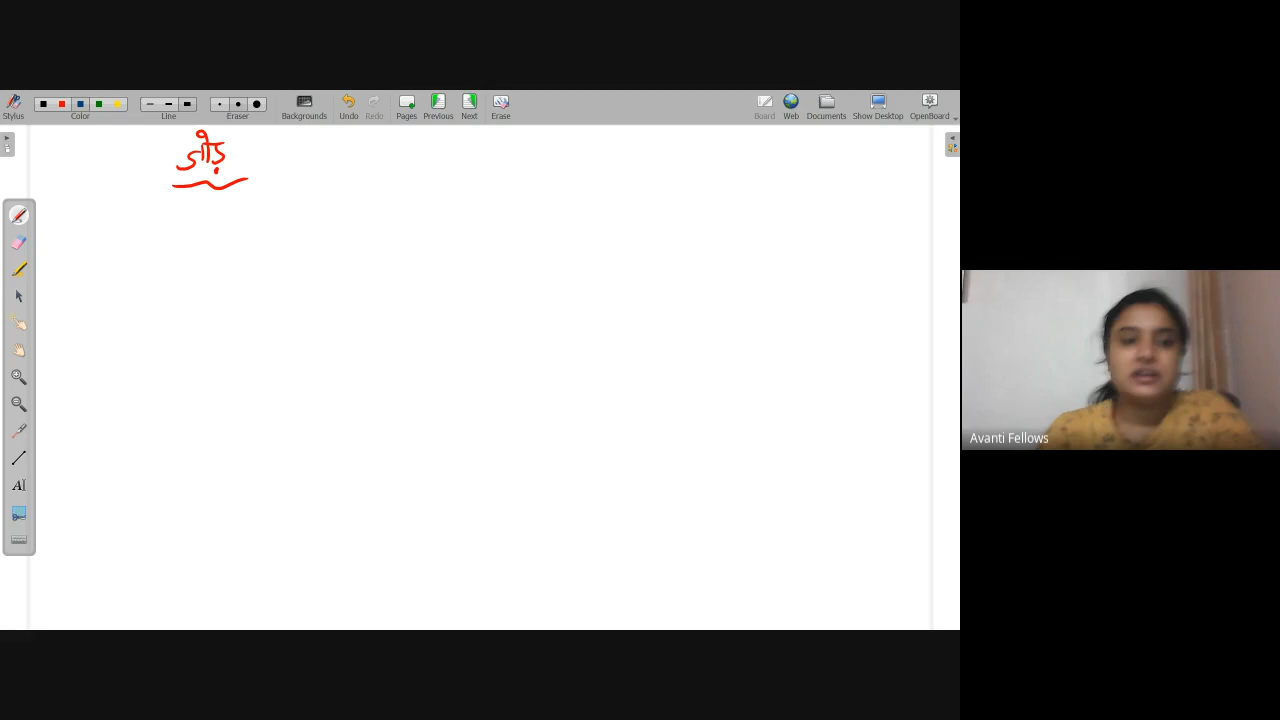 Stylus Color Line Eraser Backgrounds Undo Redo Pages Previous Next Erase Board Web Documents Show Desktop OpenBoard
जोड़
Avanti Fellows